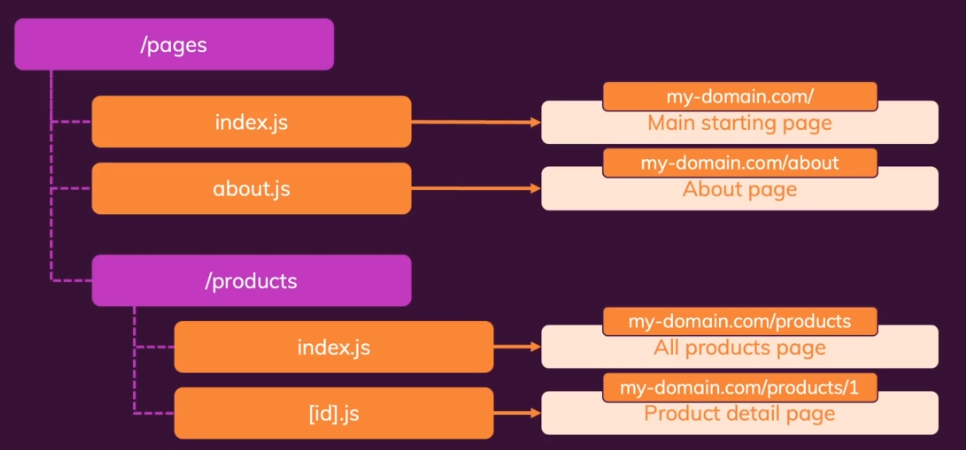 /pages
index.js
my-domain.com/
Main starting page
about.js
my-domain.com/about
About page
/products
index.js
my-domain.com/products
All products page
[id].js
my-domain.com/products/1
Product detail page